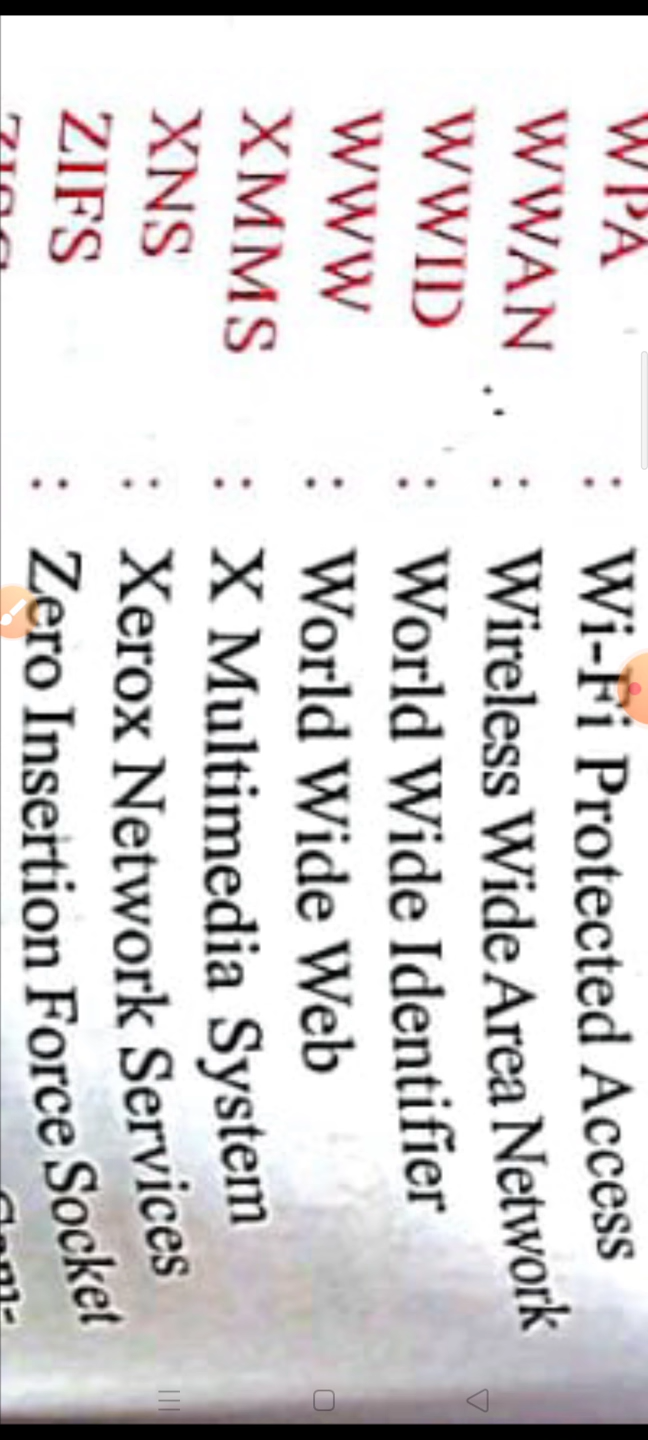 WPA : Wi-Fi Protected Access
WWAN : Wireless Wide Area Network
WWID : World Wide Identifier
WWW : World Wide Web
XMMS : X Multimedia System
XNS : Xerox Network Services
ZIFS : Zero Insertion Force Socket